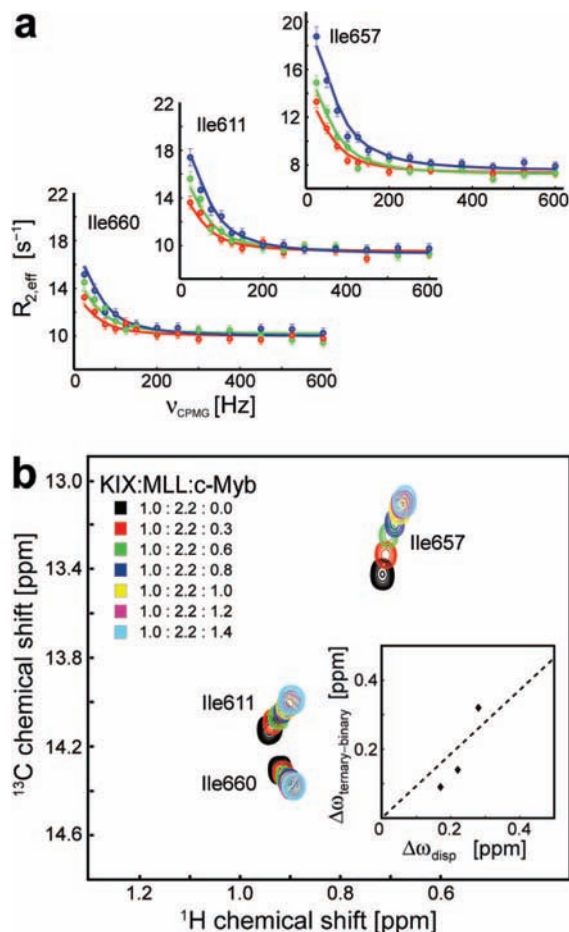 a
Ile657
20
16
12
8
0 200 400 600
Ile611
22
18
14
10
0 200 400 600
Ile660
22
18
14
10
0 200 400 600
R2,eff [s⁻¹]
νCPMG [Hz]
b
KIX:MLL:c-Myb
1.0 : 2.2 : 0.0
1.0 : 2.2 : 0.3
1.0 : 2.2 : 0.6
1.0 : 2.2 : 0.8
1.0 : 2.2 : 1.0
1.0 : 2.2 : 1.2
1.0 : 2.2 : 1.4
Ile657
Ile611
Ile660
13.0
13.4
13.8
14.2
14.6
¹³C chemical shift [ppm]
1.2 0.9 0.6
¹H chemical shift [ppm]
Δωternary-binary [ppm]
0.4
0.2
0 0.2 0.4
Δωdisp [ppm]